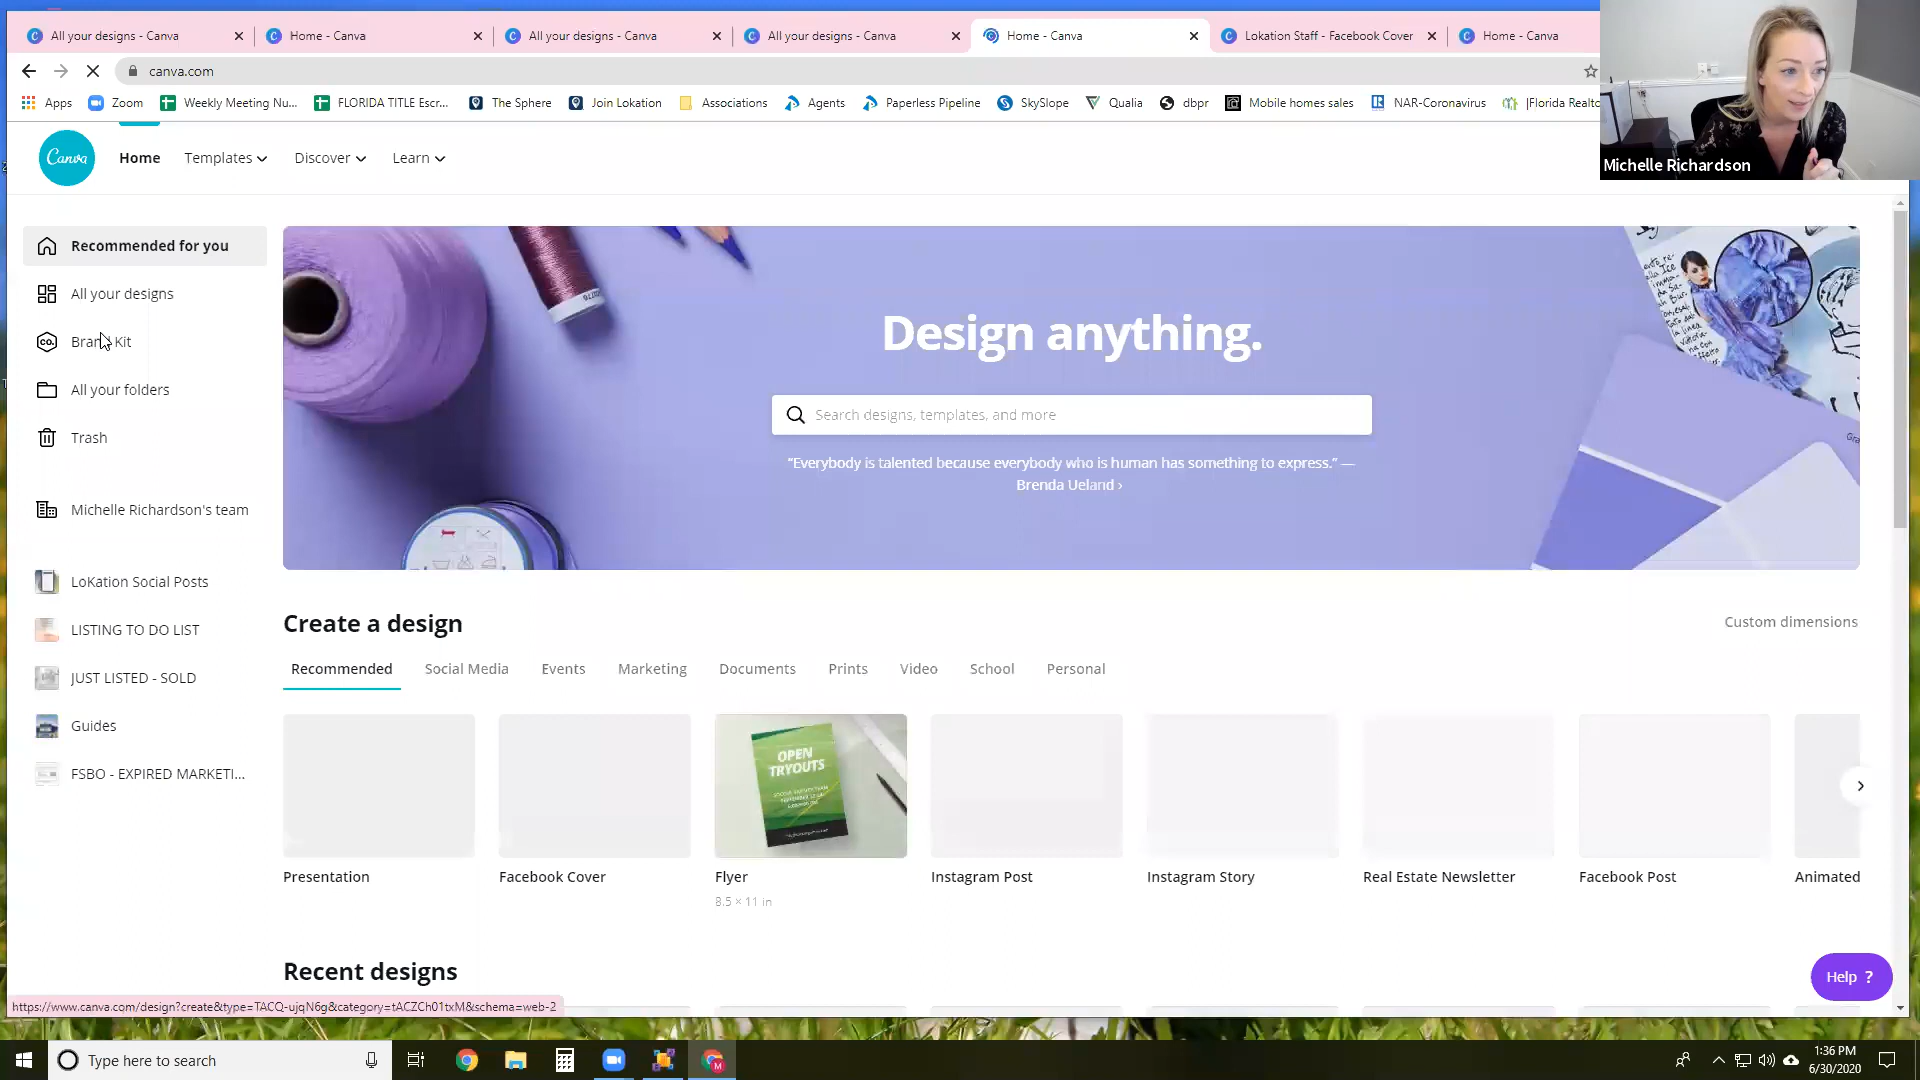 All your designs - Canva
Home - Canva
All your designs - Canva
All your designs - Canva
Home - Canva
Lokation Staff - Facebook Cover
Home - Canva
canva.com
Apps
Zoom
Weekly Meeting Nu...
FLORIDA TITLE Escr...
The Sphere
Join Lokation
Associations
Agents
Paperless Pipeline
SkySlope
Qualia
dbpr
Mobile homes sales
NAR-Coronavirus
|Florida Realto
Michelle Richardson
Canva
Home
Templates
Discover
Learn
Recommended for you
All your designs
Brand Kit
All your folders
Trash
Michelle Richardson's team
LoKation Social Posts
LISTING TO DO LIST
JUST LISTED - SOLD
Guides
FSBO - EXPIRED MARKETI...
Design anything.
Search designs, templates, and more
“Everybody is talented because everybody who is human has something to express.” —
Brenda Ueland ›
Create a design
Custom dimensions
Recommended
Social Media
Events
Marketing
Documents
Prints
Video
School
Personal
OPEN
TRYOUTS
Presentation
Facebook Cover
Flyer
8.5 × 11 in
Instagram Post
Instagram Story
Real Estate Newsletter
Facebook Post
Animated
Recent designs
Help ?
https://www.canva.com/design?create&type=TACQ-ujqN6g&category=tACZCh01txM&schema=web-2
Type here to search
1:36 PM
6/30/2020